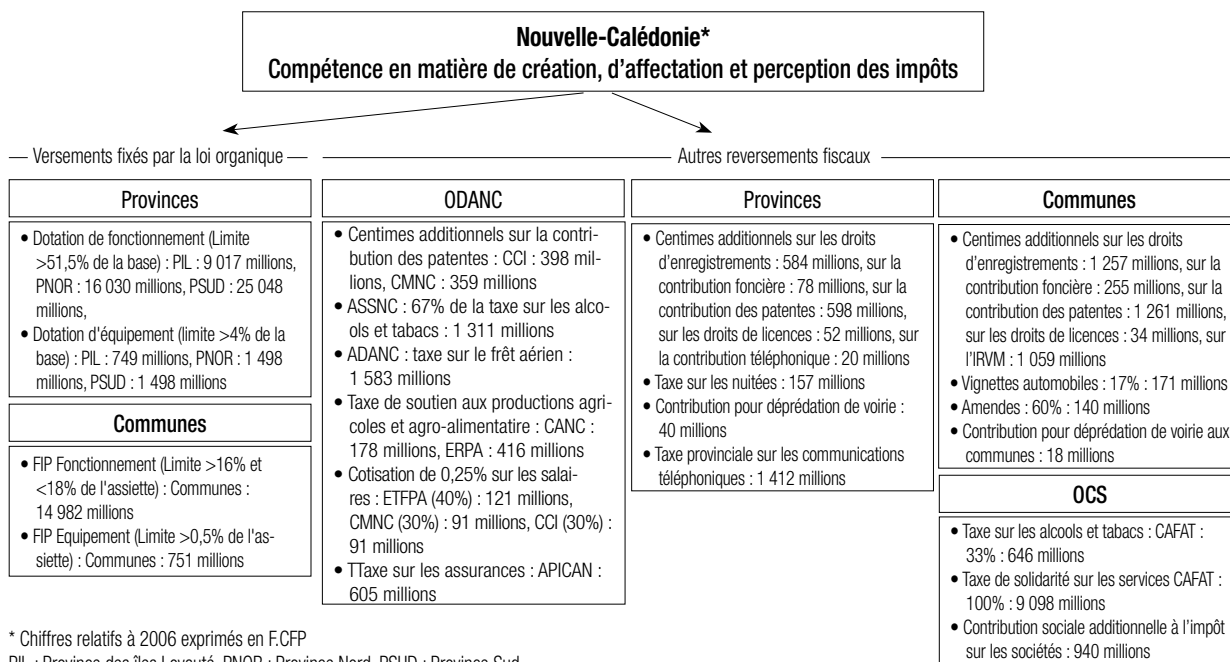 Nouvelle-Calédonie*
Compétence en matière de création, d'affectation et perception des impôts
Versements fixés par la loi organique
Autres reversements fiscaux
Provinces
• Dotation de fonctionnement (Limite
>51,5% de la base) : PIL : 9 017 millions,
PNOR : 16 030 millions, PSUD : 25 048
millions,
• Dotation d'équipement (limite >4% de la
base) : PIL : 749 millions, PNOR : 1 498
millions, PSUD : 1 498 millions
Communes
• FIP Fonctionnement (Limite >16% et
<18% de l'assiette) : Communes :
14 982 millions
• FIP Equipement (Limite >0,5% de l'as-
siette) : Communes : 751 millions
ODANC
• Centimes additionnels sur la contri-
bution des patentes : CCI : 398 mil-
lions, CMNC : 359 millions
• ASSNC : 67% de la taxe sur les alco-
ols et tabacs : 1 311 millions
• ADANC : taxe sur le frêt aérien :
1 583 millions
• Taxe de soutien aux productions agri-
coles et agro-alimentatire : CANC :
178 millions, ERPA : 416 millions
• Cotisation de 0,25% sur les salai-
res : ETFPA (40%) : 121 millions,
CMNC (30%) : 91 millions, CCI (30%) :
91 millions
• TTaxe sur les assurances : APICAN :
605 millions
Provinces
• Centimes additionnels sur les droits
d'enregistrements : 584 millions, sur la
contribution foncière : 78 millions, sur la
contribution des patentes : 598 millions,
sur les droits de licences : 52 millions, sur
la contribution téléphonique : 20 millions
• Taxe sur les nuitées : 157 millions
• Contribution pour déprédation de voirie :
40 millions
• Taxe provinciale sur les communications
téléphoniques : 1 412 millions
Communes
• Centimes additionnels sur les droits
d'enregistrements : 1 257 millions, sur la
contribution foncière : 255 millions, sur la
contribution des patentes : 1 261 millions,
sur les droits de licences : 34 millions, sur
l'IRVM : 1 059 millions
• Vignettes automobiles : 17% : 171 millions
• Amendes : 60% : 140 millions
• Contribution pour déprédation de voirie aux
communes : 18 millions
OCS
• Taxe sur les alcools et tabacs : CAFAT :
33% : 646 millions
• Taxe de solidarité sur les services CAFAT :
100% : 9 098 millions
• Contribution sociale additionnelle à l'impôt
sur les sociétés : 940 millions
* Chiffres relatifs à 2006 exprimés en F.CFP
PIL : Province des îles Loyauté, PNOR : Province Nord, PSUD : Province Sud